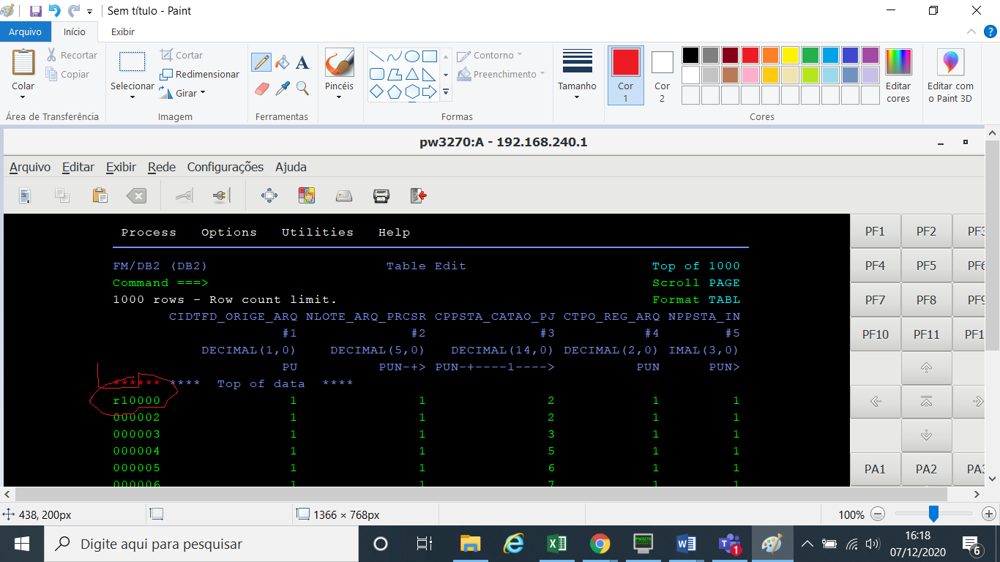 Sem título - Paint
Arquivo Início Exibir
Colar
Recortar
Copiar
Área de Transferência
Selecionar
Cortar
Redimensionar
Girar
Imagem
A
Ferramentas
Pincéis
Contorno
Preenchimento
Formas
Tamanho
Cor 1
Cor 2
Editar cores
Editar com o Paint 3D
Cores
pw3270:A - 192.168.240.1
Arquivo Editar Exibir Rede Configurações Ajuda
Process Options Utilities Help
FM/DB2 (DB2) Table Edit Top of 1000
Command ===> Scroll PAGE
1000 rows - Row count limit. Format TABL
CIDTFD_ORIGE_ARQ NLOTE_ARQ_PRCSR CPPSTA_CATAO_PJ CTPO_REG_ARQ NPPSTA_IN
#1 #2 #3 #4 #5
DECIMAL(1,0) DECIMAL(5,0) DECIMAL(14,0) DECIMAL(2,0) IMAL(3,0)
PU PUN-+> PUN-+----1----> PUN PUN>
****** **** Top of data ****
r10000 1 1 2 1 1
000002 1 1 2 1 1
000003 1 1 3 1 1
000004 1 1 5 1 1
000005 1 1 6 1 1
000006 1 1 7 1 1
PF1 PF2 PF3
PF4 PF5 PF6
PF7 PF8 PF9
PF10 PF11 PF1
PA1 PA2 PA3
438, 200px
1366 × 768px
100%
Digite aqui para pesquisar
1
16:18
07/12/2020
6